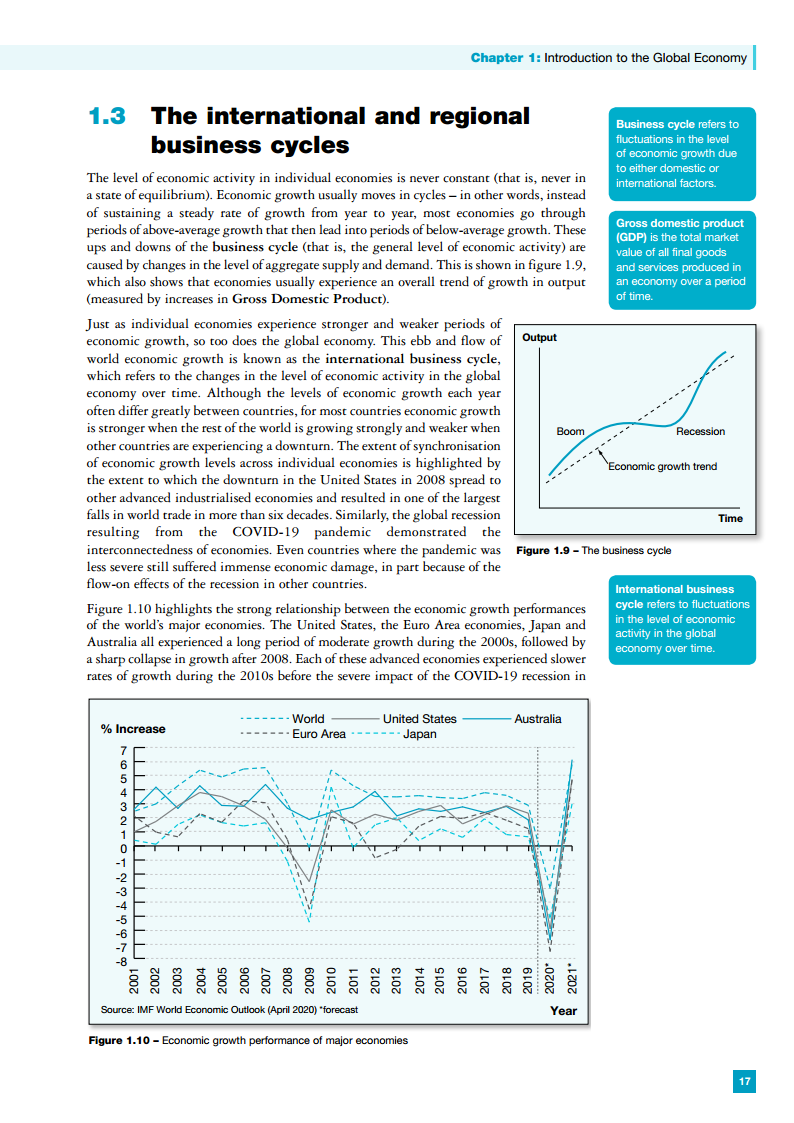 Chapter 1: Introduction to the Global Economy
1.3 The international and regional
business cycles
The level of economic activity in individual economies is never constant (that is, never in
a state of equilibrium). Economic growth usually moves in cycles – in other words, instead
of sustaining a steady rate of growth from year to year, most economies go through
periods of above-average growth that then lead into periods of below-average growth. These
ups and downs of the business cycle (that is, the general level of economic activity) are
caused by changes in the level of aggregate supply and demand. This is shown in figure 1.9,
which also shows that economies usually experience an overall trend of growth in output
(measured by increases in Gross Domestic Product).
Business cycle refers to
fluctuations in the level
of economic growth due
to either domestic or
international factors.
Gross domestic product
(GDP) is the total market
value of all final goods
and services produced in
an economy over a period
of time.
Just as individual economies experience stronger and weaker periods of
economic growth, so too does the global economy. This ebb and flow of
world economic growth is known as the international business cycle,
which refers to the changes in the level of economic activity in the global
economy over time. Although the levels of economic growth each year
often differ greatly between countries, for most countries economic growth
is stronger when the rest of the world is growing strongly and weaker when
other countries are experiencing a downturn. The extent of synchronisation
of economic growth levels across individual economies is highlighted by
the extent to which the downturn in the United States in 2008 spread to
other advanced industrialised economies and resulted in one of the largest
falls in world trade in more than six decades. Similarly, the global recession
resulting from the COVID-19 pandemic demonstrated the
interconnectedness of economies. Even countries where the pandemic was
less severe still suffered immense economic damage, in part because of the
flow-on effects of the recession in other countries.
Output
Boom
Recession
Economic growth trend
Time
Figure 1.9 – The business cycle
Figure 1.10 highlights the strong relationship between the economic growth performances
of the world's major economies. The United States, the Euro Area economies, Japan and
Australia all experienced a long period of moderate growth during the 2000s, followed by
a sharp collapse in growth after 2008. Each of these advanced economies experienced slower
rates of growth during the 2010s before the severe impact of the COVID-19 recession in
International business
cycle refers to fluctuations
in the level of economic
activity in the global
economy over time.
% Increase
World United States Australia
Euro Area Japan
7
6
5
4
3
2
1
0
-1
-2
-3
-4
-5
-6
-7
-8
2001 2002 2003 2004 2005 2006 2007 2008 2009 2010 2011 2012 2013 2014 2015 2016 2017 2018 2019 2020* 2021*
Source: IMF World Economic Outlook (April 2020) *forecast
Year
Figure 1.10 – Economic growth performance of major economies
17